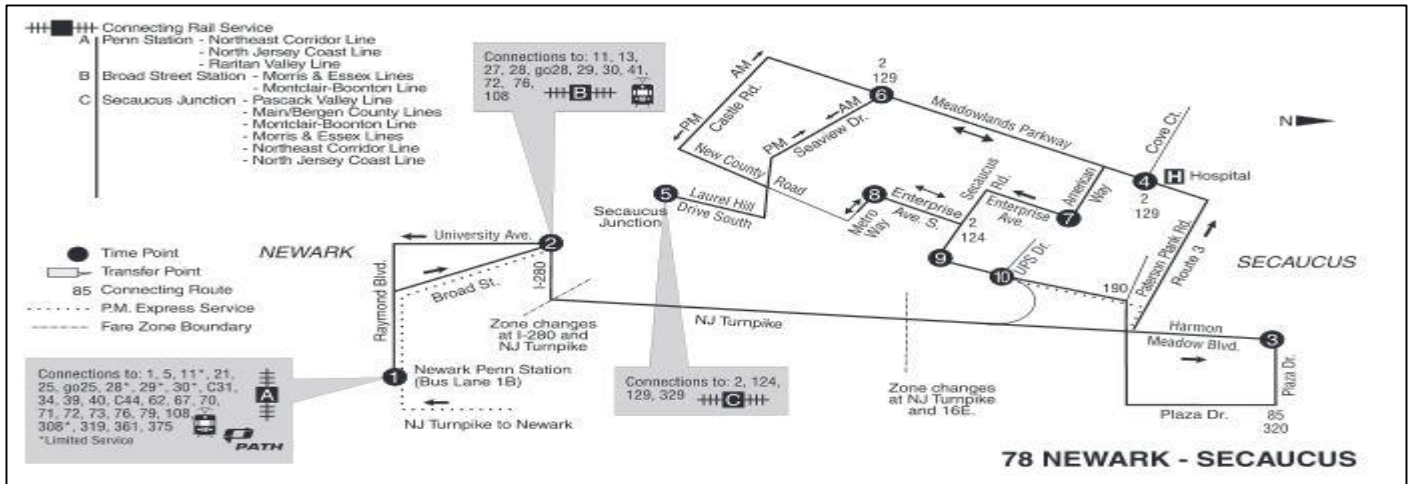 Connecting Rail Service
A Penn Station - Northeast Corridor Line
- North Jersey Coast Line
- Raritan Valley Line
B Broad Street Station - Morris & Essex Lines
- Montclair-Boonton Line
C Secaucus Junction - Pascack Valley Line
- Main/Bergen County Lines
- Montclair-Boonton Line
- Morris & Essex Lines
- Northeast Corridor Line
- North Jersey Coast Line
Time Point
Transfer Point
85 Connecting Route
P.M. Express Service
Fare Zone Boundary
Connections to: 1, 5, 11*, 21,
25, go25, 28*, 29*, 30*, C31,
34, 39, 40, C44, 62, 67, 70,
71, 72, 73, 76, 79, 108,
308*, 319, 361, 375
*Limited Service
A
PATH
NEWARK
University Ave.
Raymond Blvd.
Broad St.
I-280
1
Newark Penn Station
(Bus Lane 1B)
NJ Turnpike to Newark
2
Connections to: 11, 13,
27, 28, go28, 29, 30, 41,
72, 76,
108
B
Zone changes
at I-280 and
NJ Turnpike
NJ Turnpike
5
Secaucus
Junction
Laurel Hill
Drive South
Connections to: 2, 124,
129, 329
C
AM
Castle Rd.
PM
New County
Road
PM
Seaview Dr.
AM
2
129
6
Meadowlands Parkway
Cove Ct.
N
4
H Hospital
2
129
American
Way
7
Enterprise
Ave.
Secaucus
Rd.
8
Enterprise
Ave. S.
Metro
Way
2
124
9
10
UPS Dr.
190
Paterson Plank Rd.
Route 3
SECAUCUS
Harmon
Meadow Blvd.
3
Plaza Dr.
Plaza Dr.
85
320
Zone changes
at NJ Turnpike
and 16E.
78 NEWARK - SECAUCUS